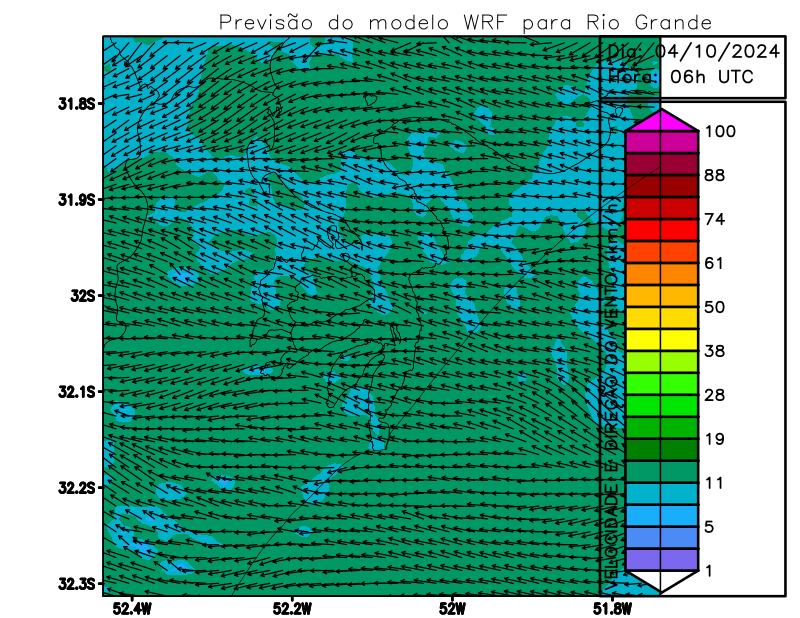 Previsão do modelo WRF para Rio Grande
Dia: 04/10/2024
Hora: 06h UTC
31.8S
31.9S
32S
32.1S
32.2S
32.3S
52.4W
52.2W
52W
51.8W
VELOCIDADE E DIREÇÃO DO VENTO (km/h)
100
88
74
61
50
38
28
19
11
5
1